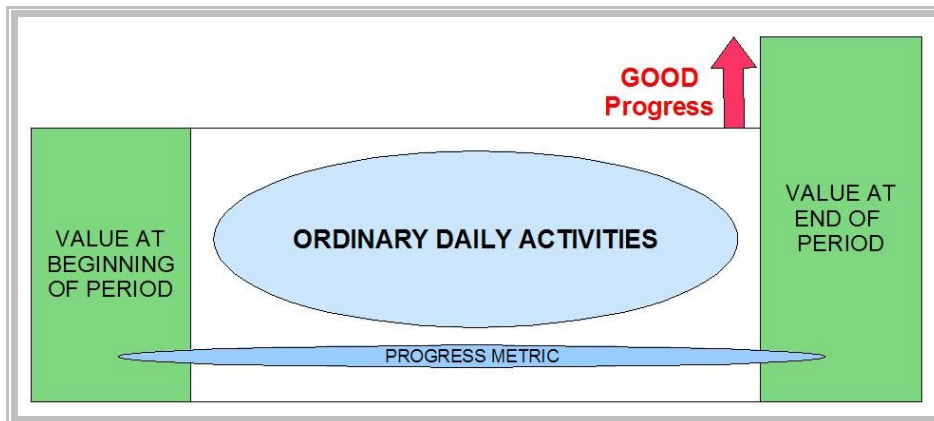 GOOD
Progress
VALUE AT
BEGINNING
OF PERIOD
ORDINARY DAILY ACTIVITIES
VALUE AT
END OF
PERIOD
PROGRESS METRIC